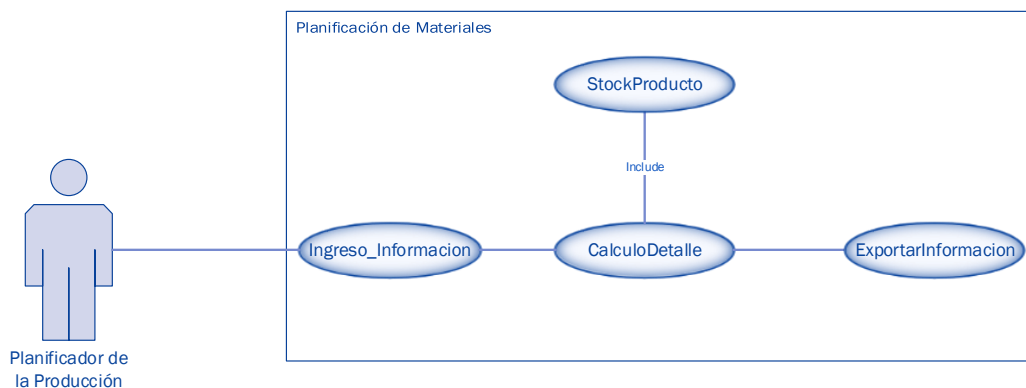 Planificación de Materiales
StockProducto
Include
Ingreso_Informacion
CalculoDetalle
ExportarInformacion
Planificador de
la Producción